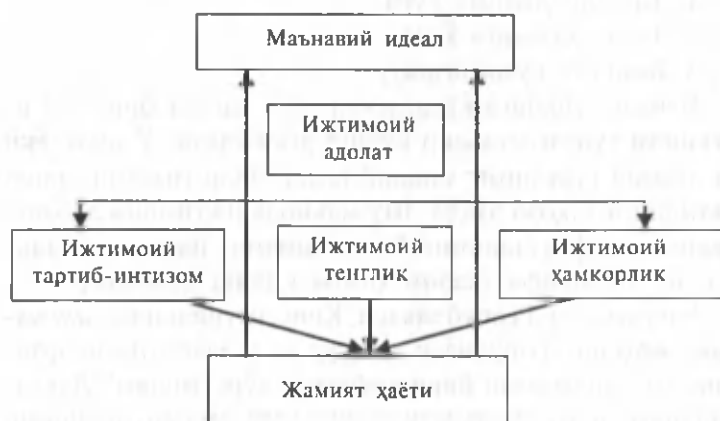 Маънавий идеал
Ижтимоий
адолат
Ижтимоий
тартиб-интизом
Ижтимоий
тенглик
Ижтимоий
ҳамкорлик
Жамият ҳаёти